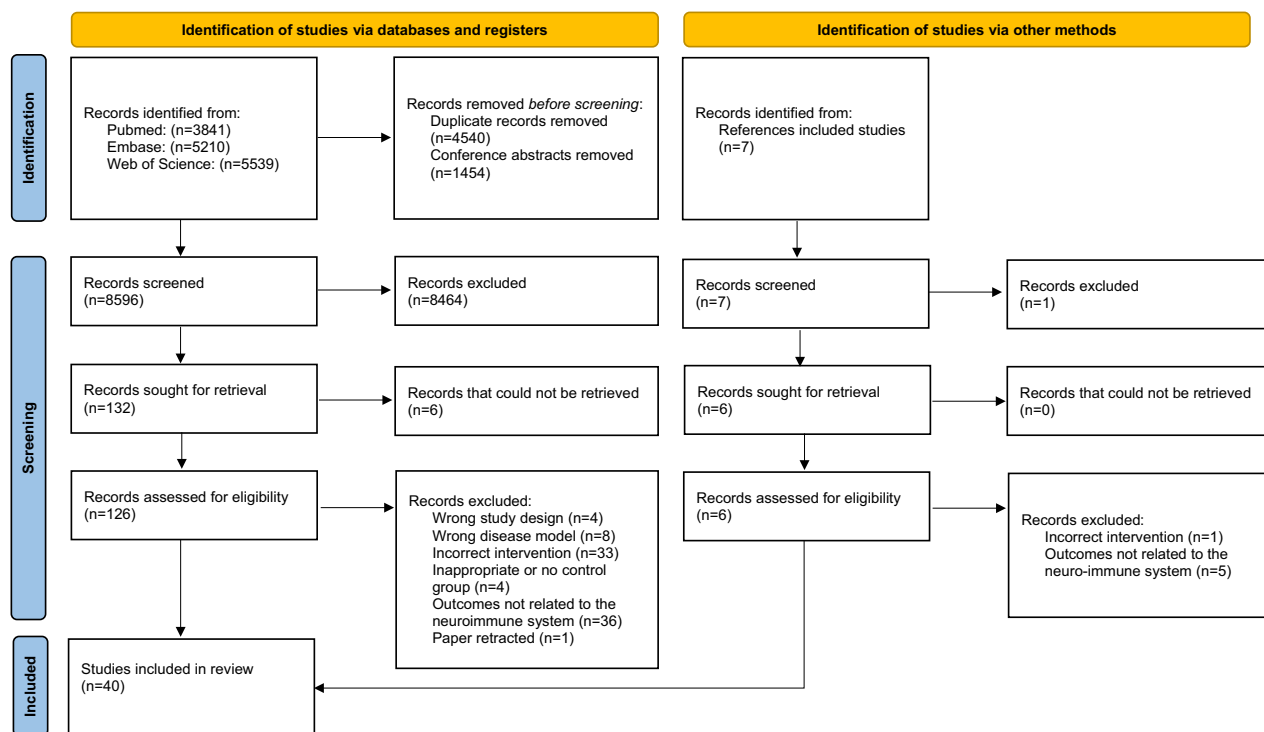 Identification of studies via databases and registers
Identification of studies via other methods
Identification
Records identified from:
Pubmed: (n=3841)
Embase: (n=5210)
Web of Science: (n=5539)
Records removed before screening:
Duplicate records removed
(n=4540)
Conference abstracts removed
(n=1454)
Records identified from:
References included studies
(n=7)
Screening
Records screened
(n=8596)
Records excluded
(n=8464)
Records screened
(n=7)
Records excluded
(n=1)
Records sought for retrieval
(n=132)
Records that could not be retrieved
(n=6)
Records sought for retrieval
(n=6)
Records that could not be retrieved
(n=0)
Records assessed for eligibility
(n=126)
Records excluded:
Wrong study design (n=4)
Wrong disease model (n=8)
Incorrect intervention (n=33)
Inappropriate or no control
group (n=4)
Outcomes not related to the
neuroimmune system (n=36)
Paper retracted (n=1)
Records assessed for eligibility
(n=6)
Records excluded:
Incorrect intervention (n=1)
Outcomes not related to the
neuro-immune system (n=5)
Included
Studies included in review
(n=40)